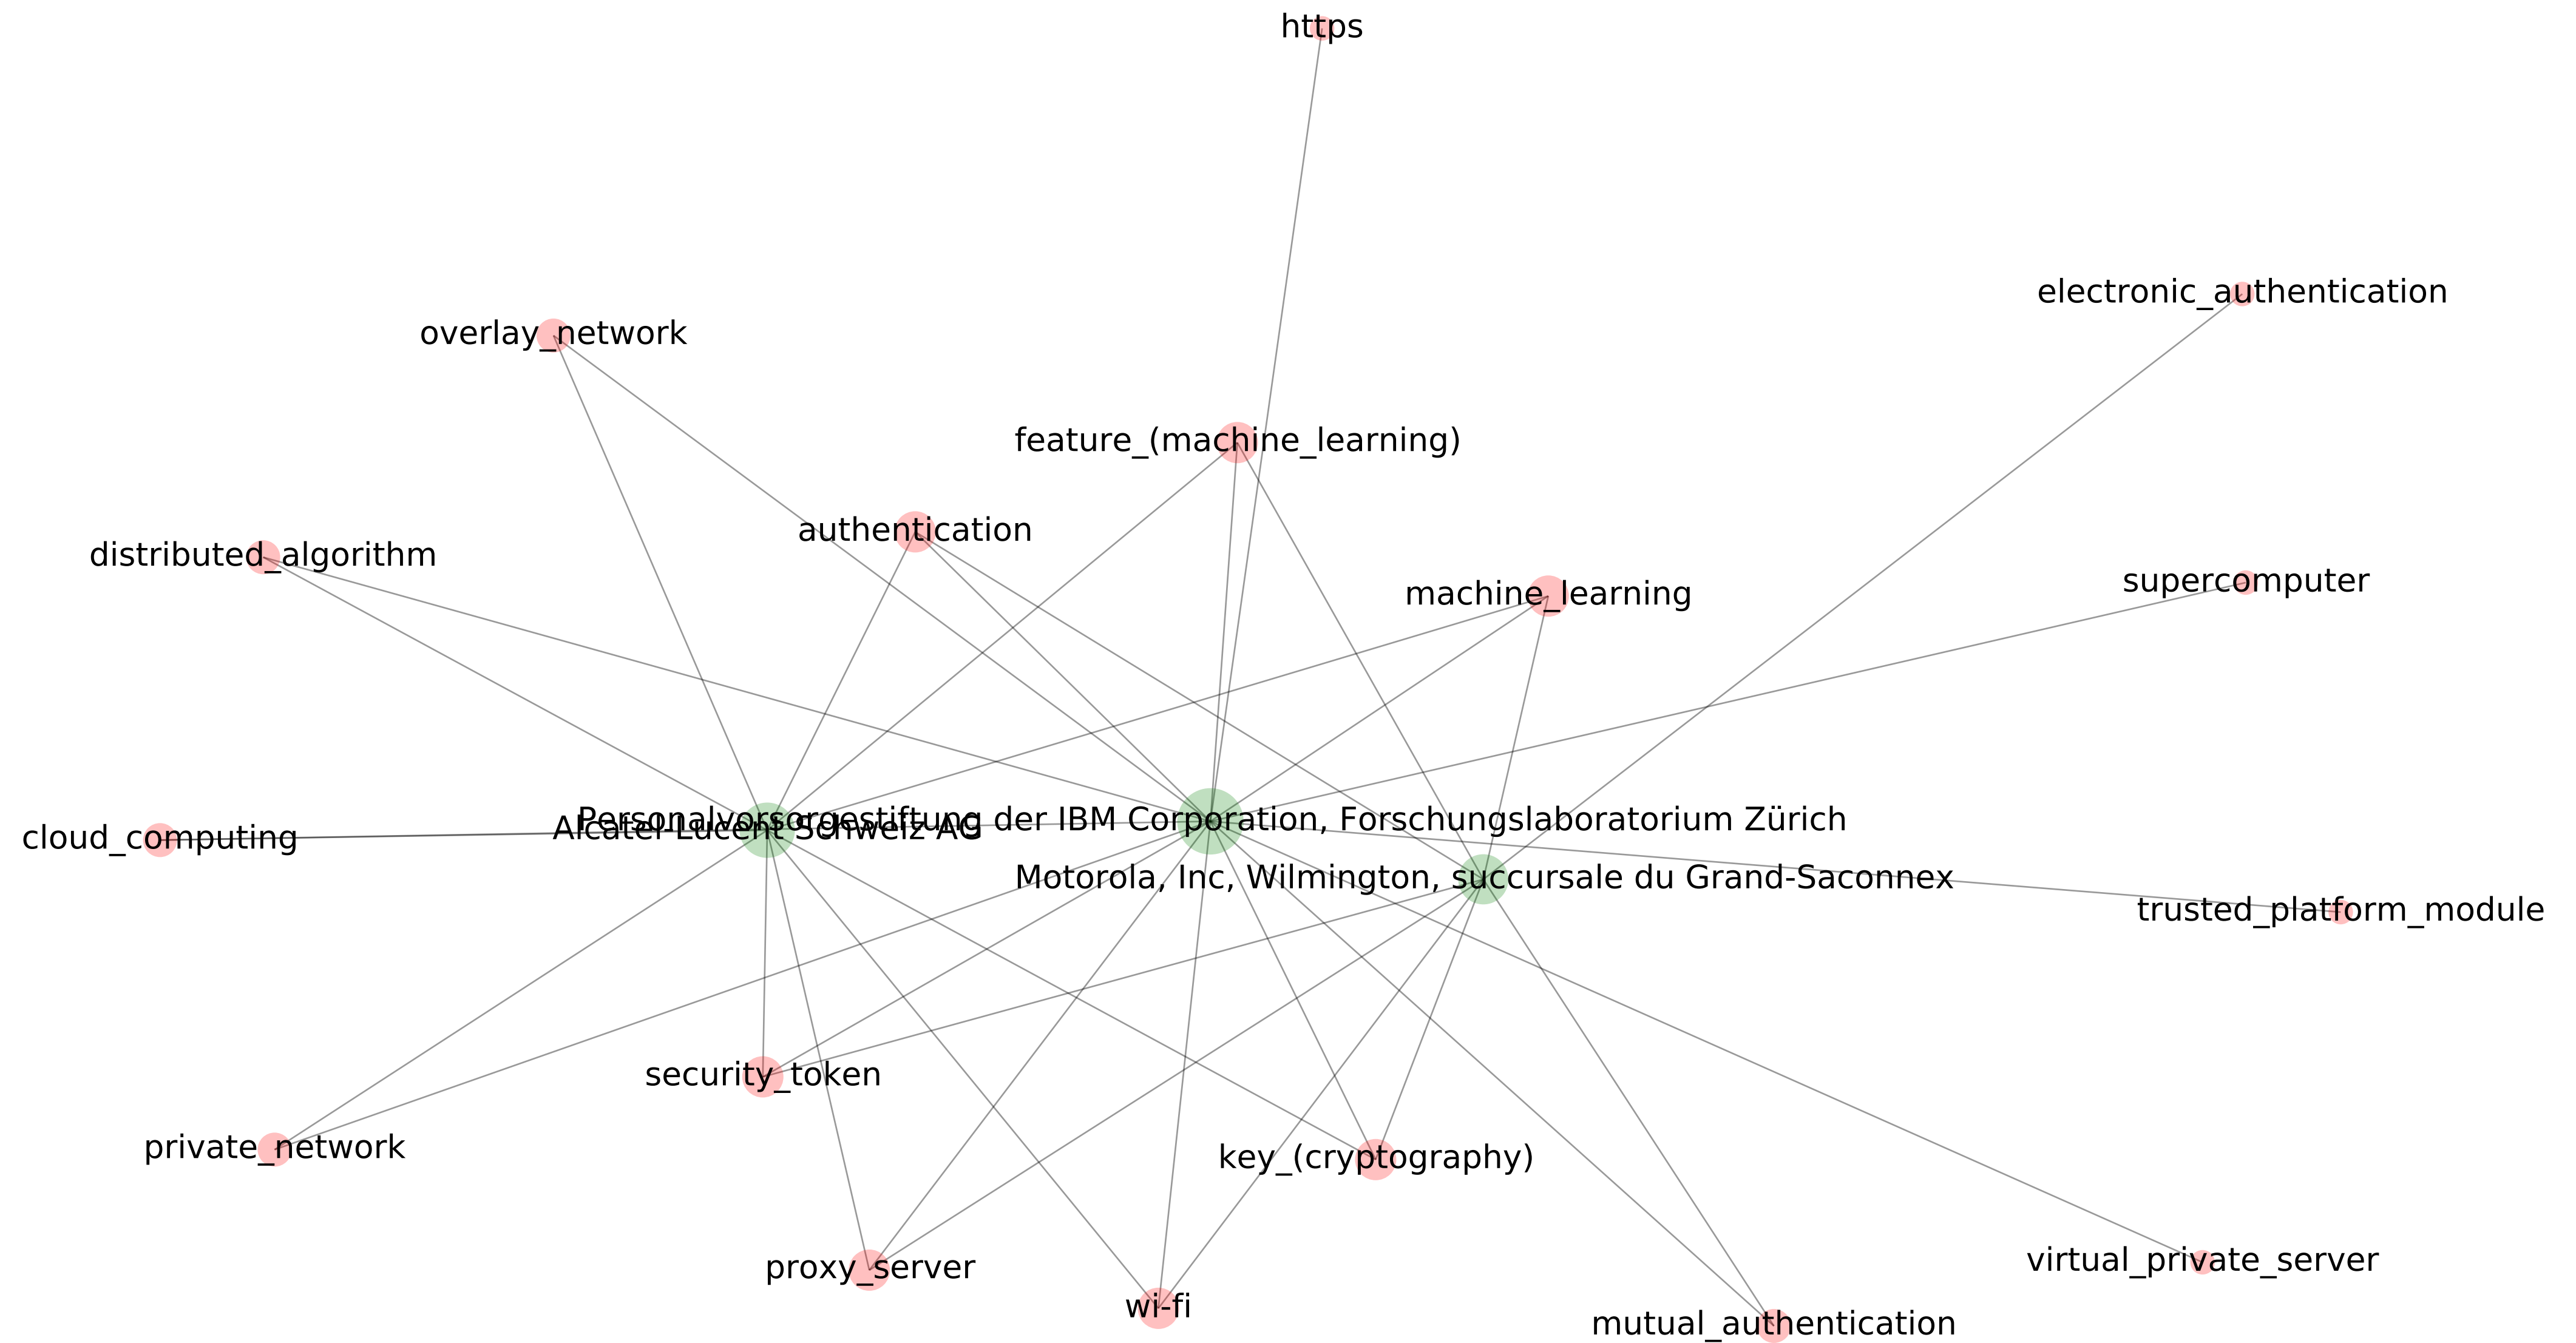 https
electronic_authentication
overlay_network
feature_(machine_learning)
authentication
distributed_algorithm
supercomputer
machine_learning
Personalvorsorgestiftung der IBM Corporation, Forschungslaboratorium Zürich
Alcatel-Lucent Schweiz AG
cloud_computing
Motorola, Inc, Wilmington, succursale du Grand-Saconnex
trusted_platform_module
security_token
private_network
key_(cryptography)
virtual_private_server
proxy_server
wi-fi
mutual_authentication